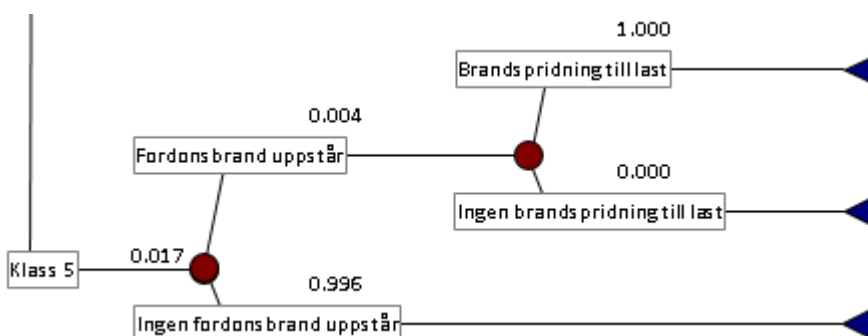 1.000
Brandspridning till last
0.004
Fordonsbrand uppstår
0.000
Ingen brandspridning till last
0.017
Klass 5
0.996
Ingen fordonsbrand uppstår